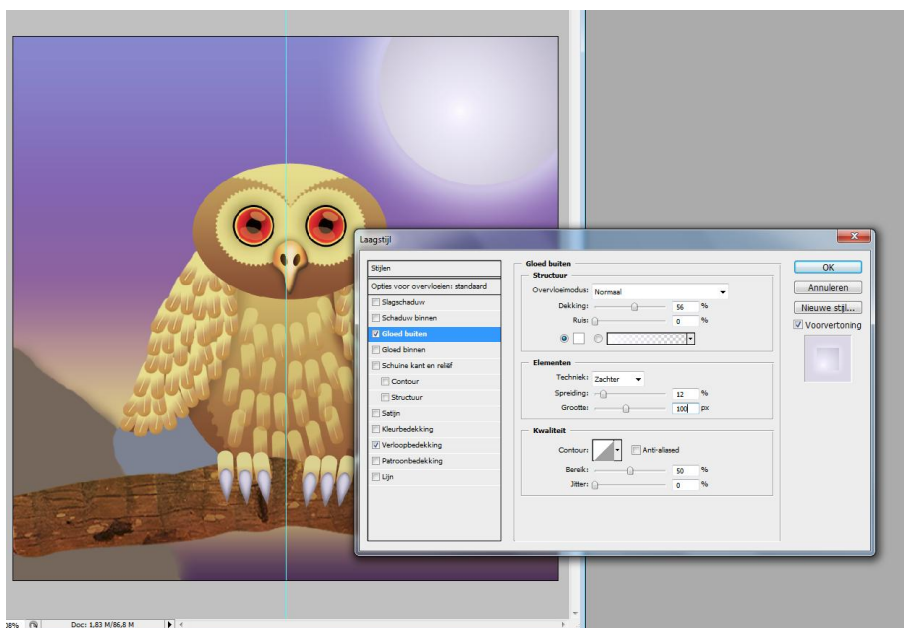 Laagstijl
Stijlen
Opties voor overvloeien: standaard
Slagschaduw
Schaduw binnen
Gloed buiten
Gloed binnen
Schuine kant en reliëf
Contour
Structuur
Satijn
Kleurbedekking
Verloopbedekking
Patroonbedekking
Lijn
Gloed buiten
Structuur
Overvloeimodus: Normaal
Dekking: 56 %
Ruis: 0 %
Elementen
Techniek: Zachter
Spreiding: 12 %
Grootte: 100 px
Kwaliteit
Contour: Anti-aliased
Bereik: 50 %
Jitter: 0 %
OK
Annuleren
Nieuwe stijl...
Voorvertoning
Doc: 1,83 M/86,8 M